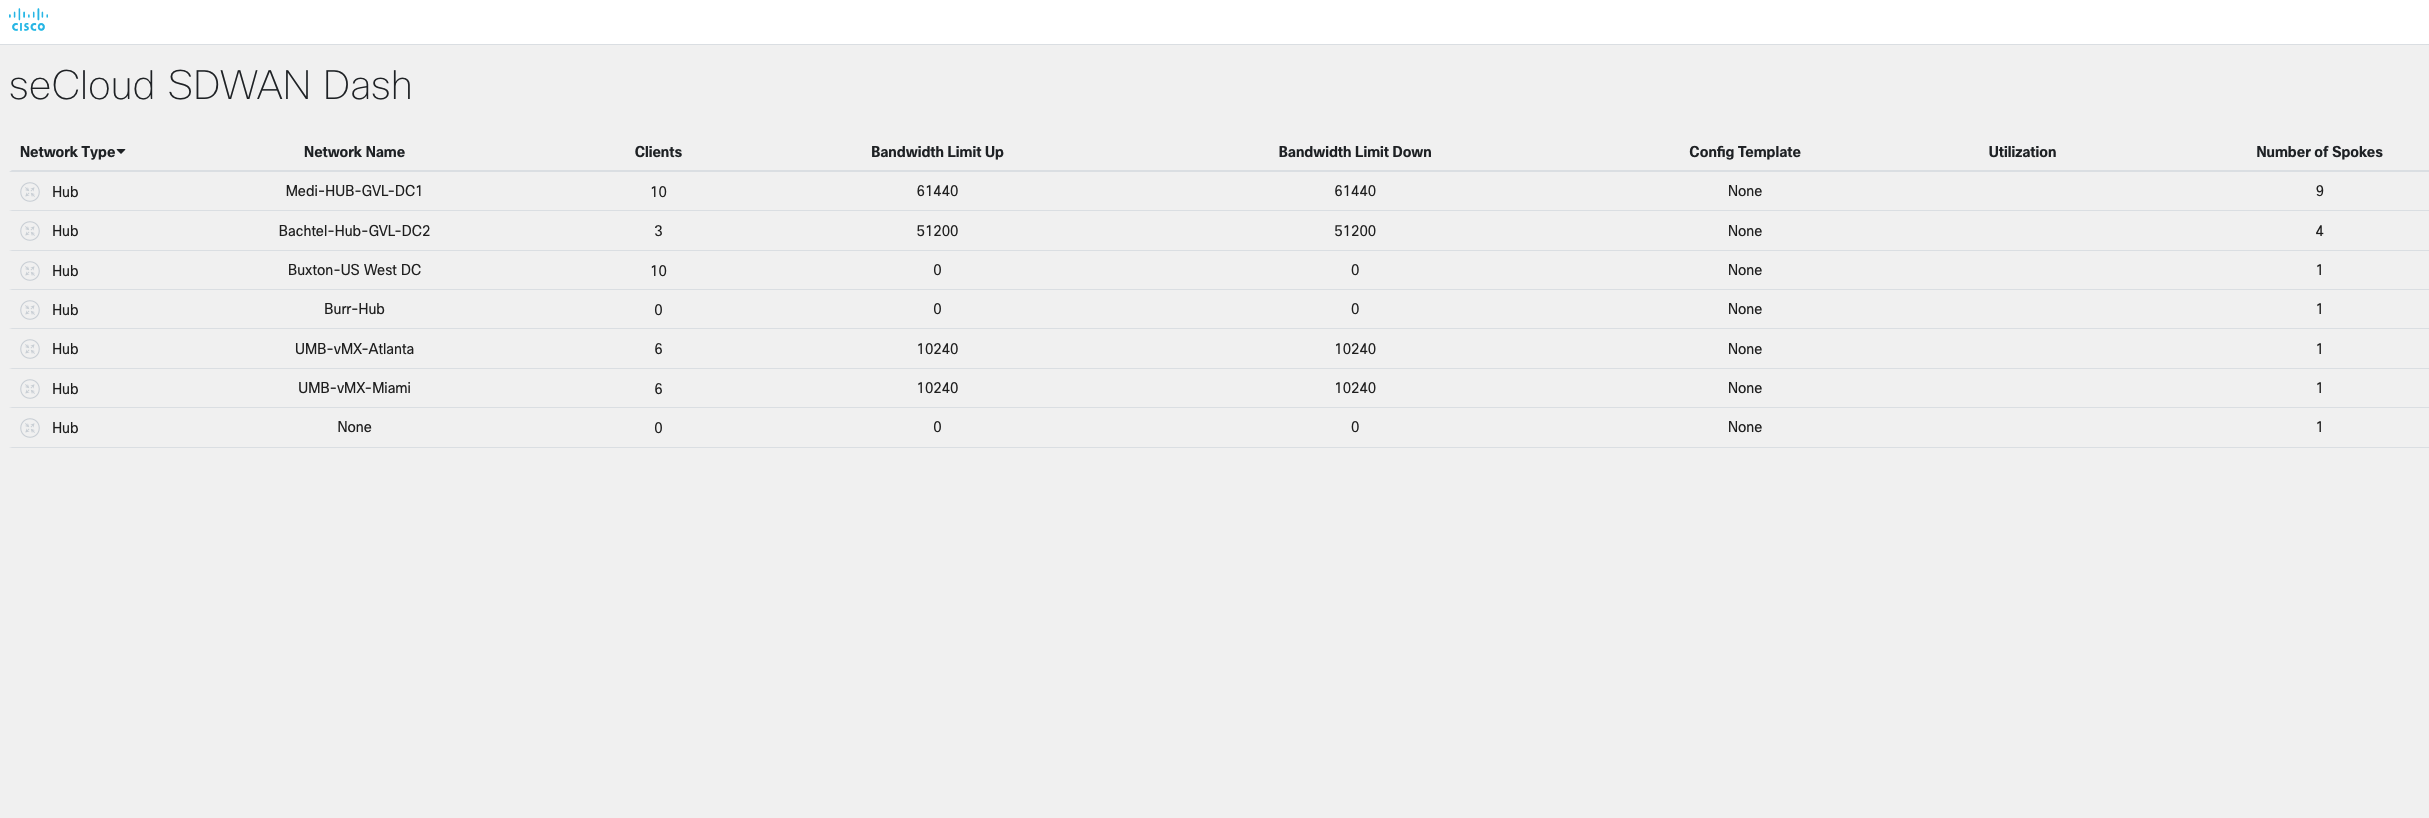 CISCO
seCloud SDWAN Dash
Network Type Network Name Clients Bandwidth Limit Up Bandwidth Limit Down Config Template Utilization Number of Spokes
Hub Medi-HUB-GVL-DC1 10 61440 61440 None 9
Hub Bachtel-Hub-GVL-DC2 3 51200 51200 None 4
Hub Buxton-US West DC 10 0 0 None 1
Hub Burr-Hub 0 0 0 None 1
Hub UMB-vMX-Atlanta 6 10240 10240 None 1
Hub UMB-vMX-Miami 6 10240 10240 None 1
Hub None 0 0 0 None 1